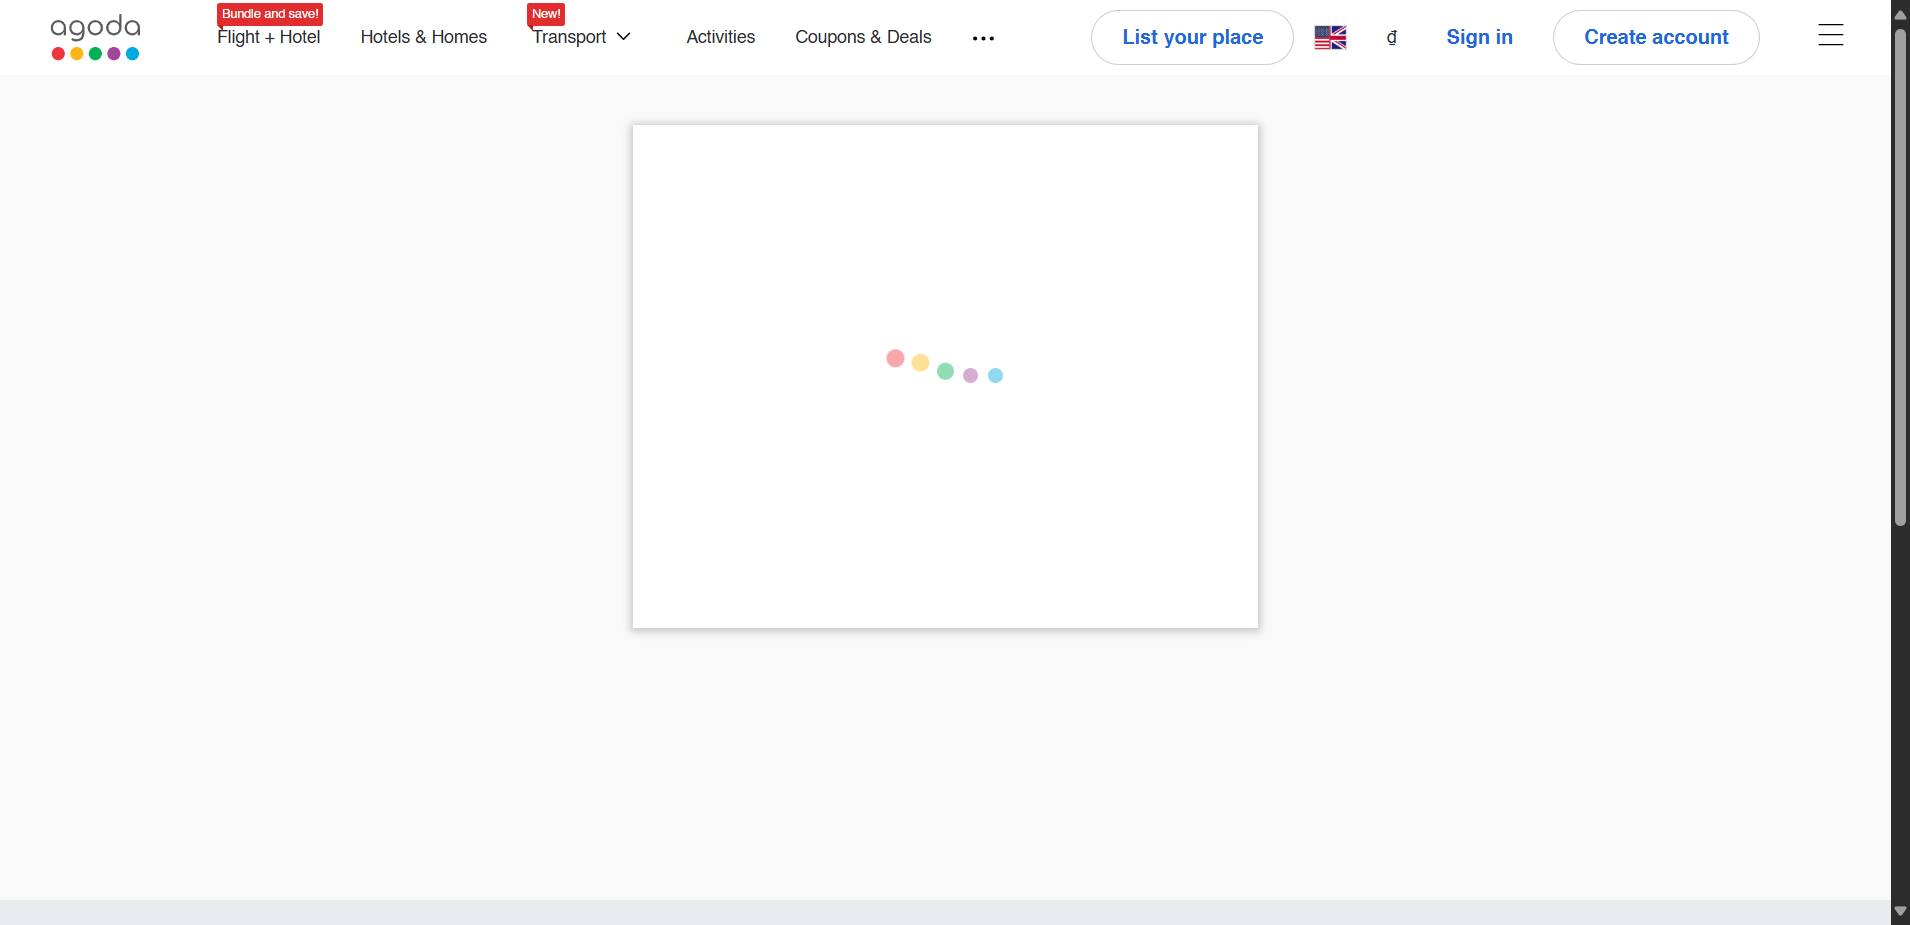 agoda
Bundle and save!
Flight + Hotel
Hotels & Homes
New!
Transport
Activities
Coupons & Deals
List your place
₫
Sign in
Create account